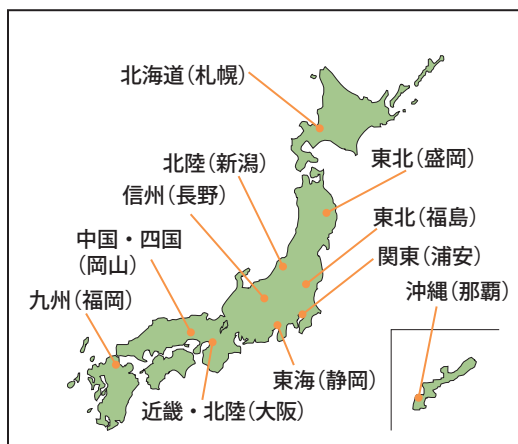 北海道（札幌）
北陸（新潟）
東北（盛岡）
信州（長野）
東北（福島）
中国・四国
（岡山）
関東（浦安）
九州（福岡）
沖縄（那覇）
東海（静岡）
近畿・北陸（大阪）